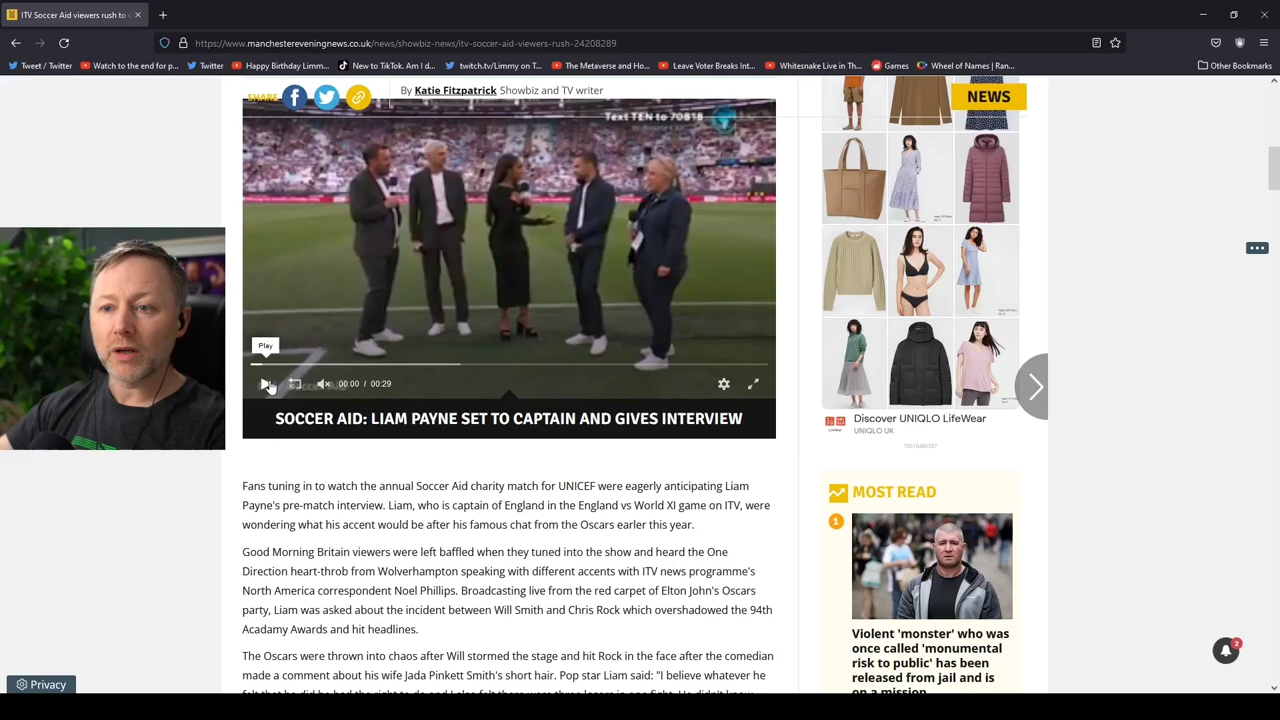 ITV Soccer Aid viewers rush to
https://www.manchestereveningnews.co.uk/news/showbiz-news/itv-soccer-aid-viewers-rush-24208289
Tweet / Twitter
Watch to the end for p...
Twitter
Happy Birthday Limm...
New to TikTok. Am I d...
twitch.tv/Limmy on T...
The Metaverse and Ho...
Leave Voter Breaks Int...
Whitesnake Live in Th...
Games
Wheel of Names | Ran...
Other Bookmarks
SHARE
By Katie Fitzpatrick Showbiz and TV writer
NEWS
Text TEN to 70818
Play
00:00 / 00:29
SOCCER AID: LIAM PAYNE SET TO CAPTAIN AND GIVES INTERVIEW
Discover UNIQLO LifeWear
UNIQLO UK
Fans tuning in to watch the annual Soccer Aid charity match for UNICEF were eagerly anticipating Liam
Payne's pre-match interview. Liam, who is captain of England in the England vs World XI game on ITV, were
wondering what his accent would be after his famous chat from the Oscars earlier this year.
Good Morning Britain viewers were left baffled when they tuned into the show and heard the One
Direction heart-throb from Wolverhampton speaking with different accents with ITV news programme's
North America correspondent Noel Phillips. Broadcasting live from the red carpet of Elton John's Oscars
party, Liam was asked about the incident between Will Smith and Chris Rock which overshadowed the 94th
Acadamy Awards and hit headlines.
The Oscars were thrown into chaos after Will stormed the stage and hit Rock in the face after the comedian
made a comment about his wife Jada Pinkett Smith's short hair. Pop star Liam said: "I believe whatever he
MOST READ
1
Violent 'monster' who was
once called 'monumental
risk to public' has been
released from jail and is
on a mission
2
Privacy